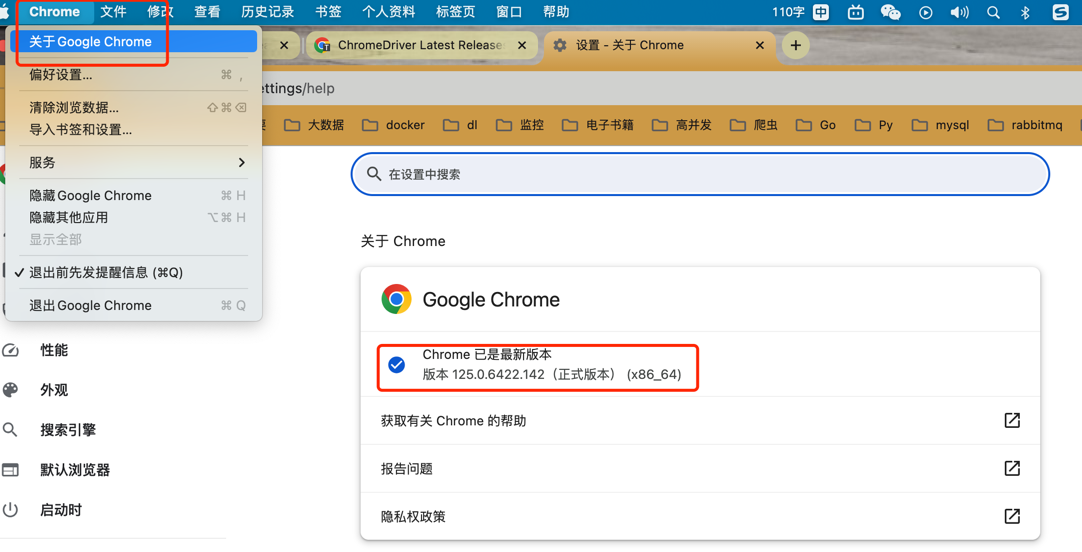 Chrome 文件 修改 查看 历史记录 书签 个人资料 标签页 窗口 帮助 110字 中
关于Google Chrome
偏好设置... ⌘ ,
清除浏览数据... ⇧⌘⌫
导入书签和设置...
服务
隐藏Google Chrome ⌘ H
隐藏其他应用 ⌥⌘ H
显示全部
✓ 退出前先发提醒信息 (⌘Q)
退出Google Chrome ⌘ Q
ChromeDriver Latest Release
设置 - 关于 Chrome
ettings/help
大数据 docker dl 监控 电子书籍 高并发 爬虫 Go Py mysql rabbitmq
在设置中搜索
关于 Chrome
Google Chrome
Chrome 已是最新版本
版本 125.0.6422.142（正式版本） (x86_64)
获取有关 Chrome 的帮助
报告问题
隐私权政策
性能
外观
搜索引擎
默认浏览器
启动时